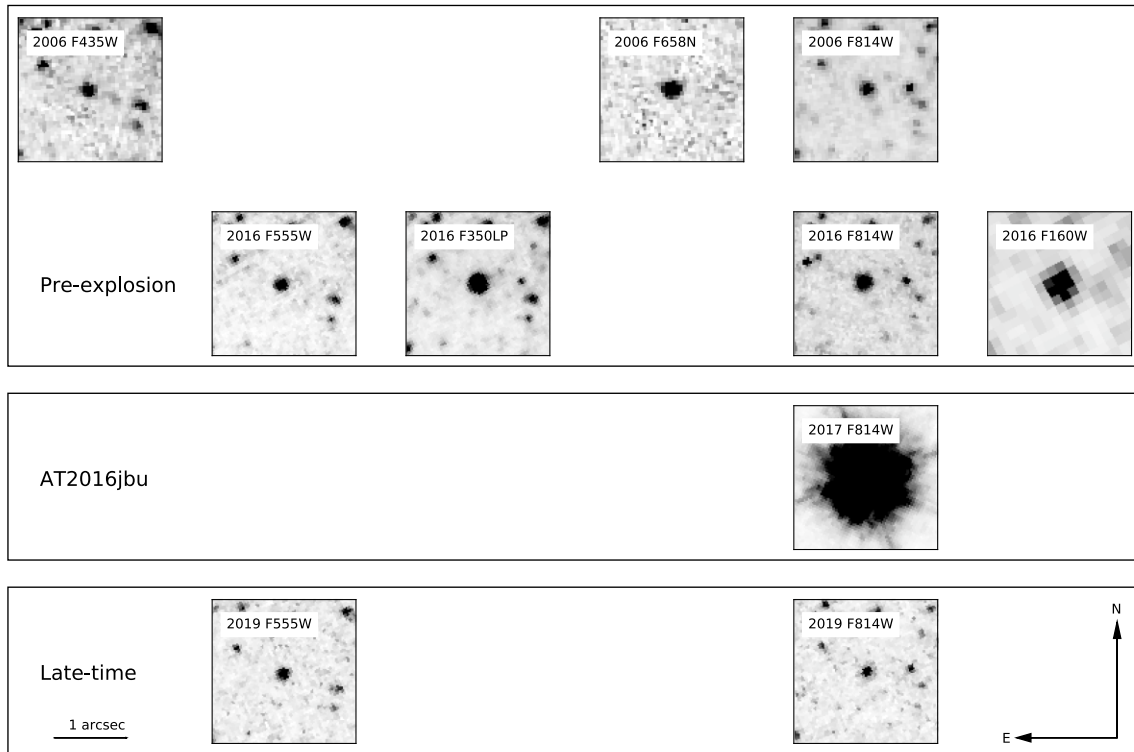 2006 F435W
2006 F658N
2006 F814W
2016 F555W
2016 F350LP
2016 F814W
2016 F160W
Pre-explosion
2017 F814W
AT2016jbu
2019 F555W
2019 F814W
N
Late-time
1 arcsec
E